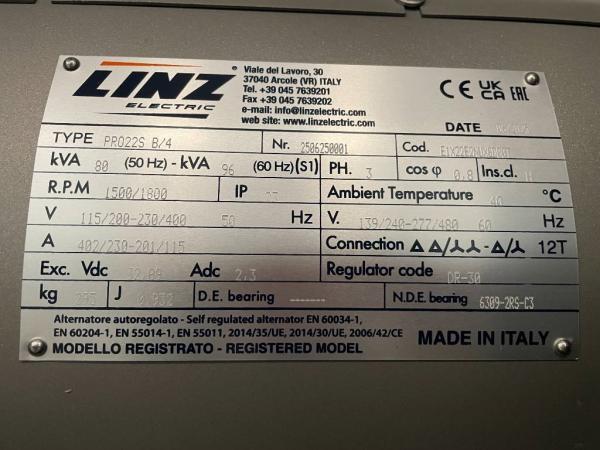 LINZ ®
ELECTRIC
Viale del Lavoro, 30
37040 Arcole (VR) ITALY
Tel. +39 045 7639201
Fax +39 045 7639202
e-mail: info@linzelectric.com
web site: www.linzelectric.com
CE UK CA EAC
DATE
TYPE PRO22S B/4 Nr. 2506250001 Cod.
kVA 80 (50 Hz) - kVA 96 (60 Hz)(S1) PH. 3 cos φ 0.8 Ins.cl. H
R.P.M 1500/1800 IP Ambient Temperature 40 °C
V 115/200-230/400 50 Hz V. 139/240-277/480 60 Hz
A 402/230-201/115 Connection ΔΔ/⅄⅄-Δ/⅄ 12T
Exc. Vdc 32.09 Adc 2.3 Regulator code DR-30
kg 295 J 0.932 D.E. bearing ------- N.D.E. bearing 6309-2RS-C3
Alternatore autoregolato - Self regulated alternator EN 60034-1,
EN 60204-1, EN 55014-1, EN 55011, 2014/35/UE, 2014/30/UE, 2006/42/CE
MODELLO REGISTRATO - REGISTERED MODEL
MADE IN ITALY